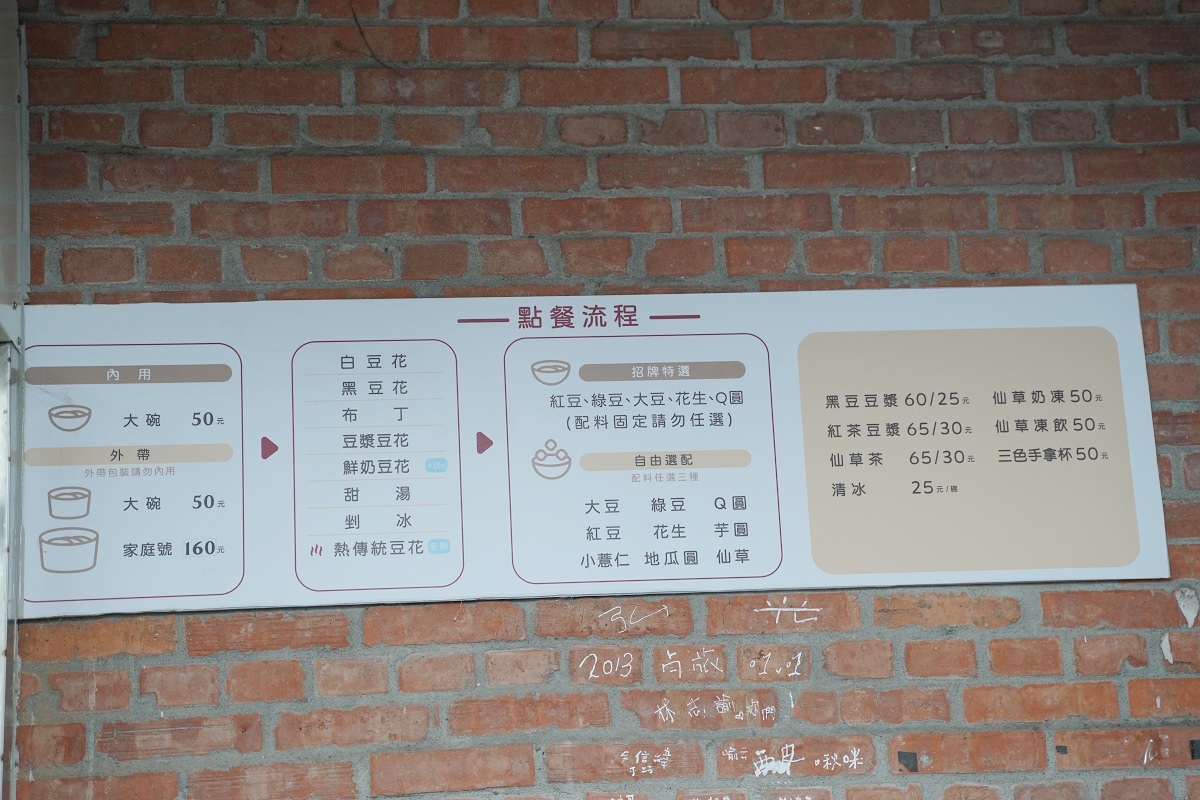 點餐流程
內 用
大碗 50元
外 帶
外帶包裝請勿內用
大碗 50元
家庭號 160元
白豆花
黑豆花
布丁
豆漿豆花
鮮奶豆花 +10元
甜湯
剉冰
熱傳統豆花
招牌特選
紅豆、綠豆、大豆、花生、Q圓
(配料固定請勿任選)
自由選配
配料任選三種
大豆 綠豆 Q圓
紅豆 花生 芋圓
小薏仁 地瓜圓 仙草
黑豆豆漿 60/25元
紅茶豆漿 65/30元
仙草茶 65/30元
清冰 25元/碗
仙草奶凍 50元
仙草凍飲 50元
三色手拿杯 50元
2013 01.01